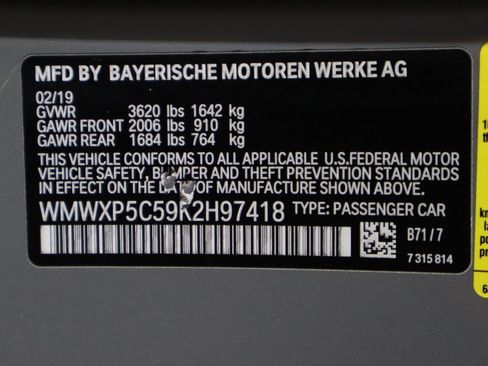 MFD BY BAYERISCHE MOTOREN WERKE AG
02/19
GVWR 3620 lbs 1642 kg
GAWR FRONT 2006 lbs 910 kg
GAWR REAR 1684 lbs 764 kg
THIS VEHICLE CONFORMS TO ALL APPLICABLE U.S.FEDERAL MOTOR
VEHICLE SAFETY, BUMPER AND THEFT PREVENTION STANDARDS
IN EFFECT ON THE DATE OF MANUFACTURE SHOWN ABOVE.
WMWXP5C59K2H97418 TYPE: PASSENGER CAR
B71/7
7 315 814